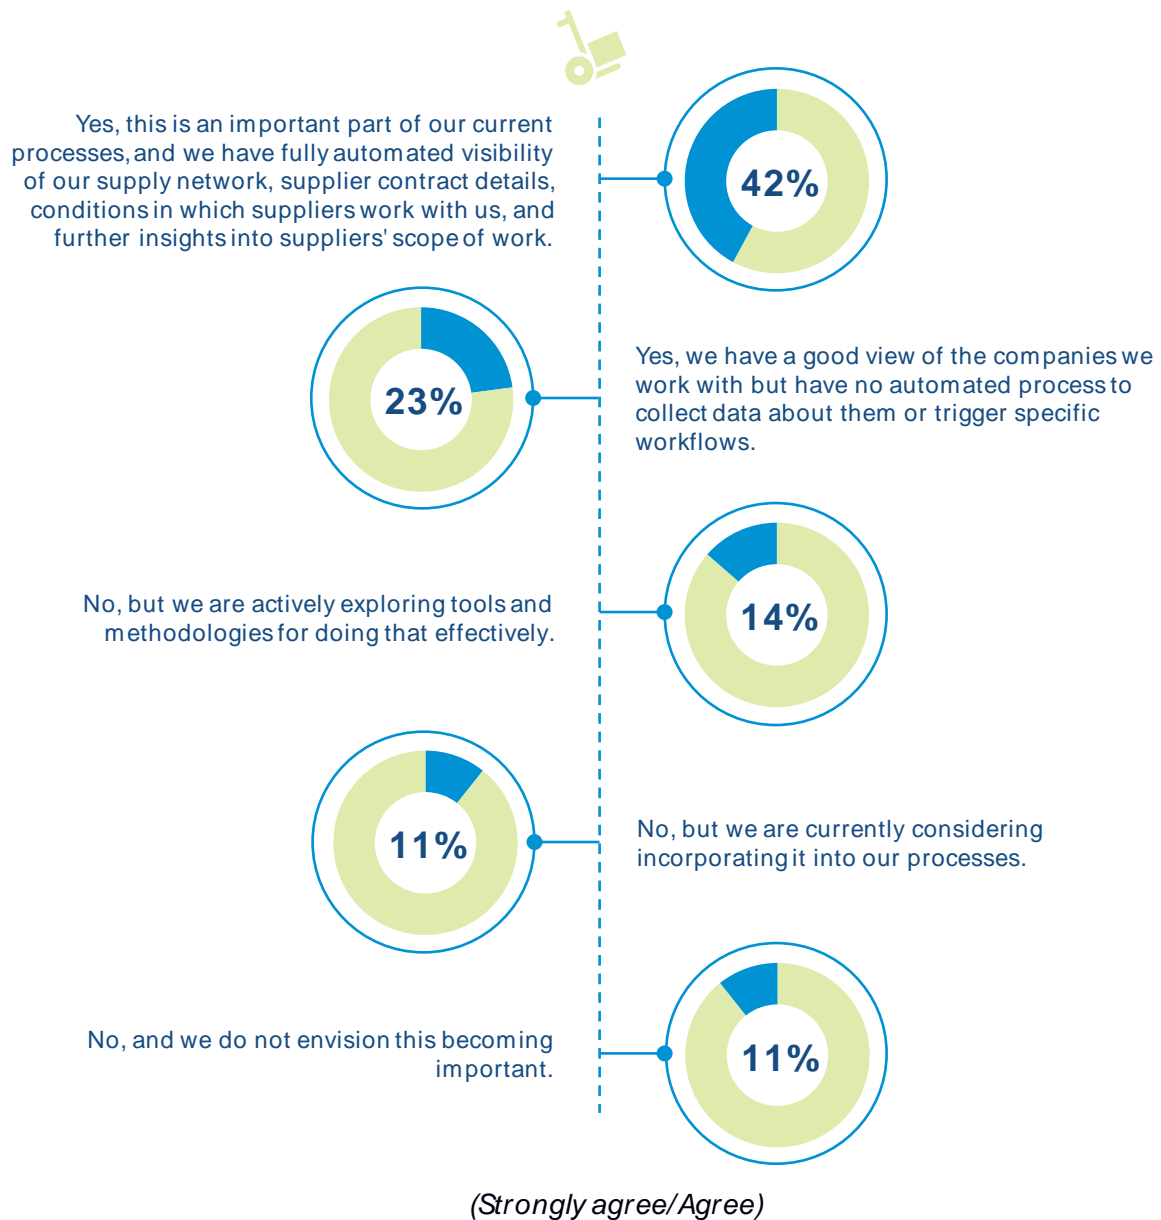 Yes, this is an important part of our current
processes, and we have fully automated visibility
of our supply network, supplier contract details,
conditions in which suppliers work with us, and
further insights into suppliers' scope of work.
42%
23%
Yes, we have a good view of the companies we
work with but have no automated process to
collect data about them or trigger specific
workflows.
No, but we are actively exploring tools and
methodologies for doing that effectively.
14%
11%
No, but we are currently considering
incorporating it into our processes.
No, and we do not envision this becoming
important.
11%
(Strongly agree/Agree)